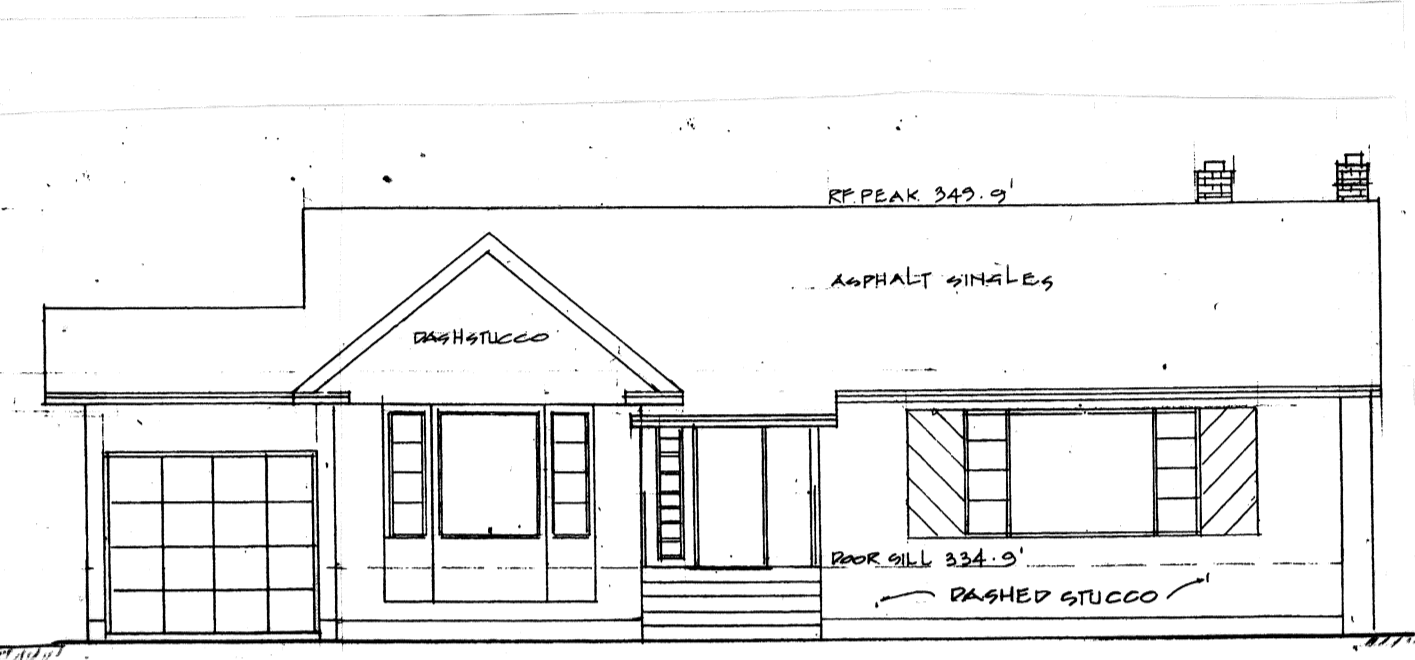 RF. PEAK 349.9'
ASPHALT SINGLES
DASHSTUCCO
DOOR SILL 334.9'
DASHED STUCCO